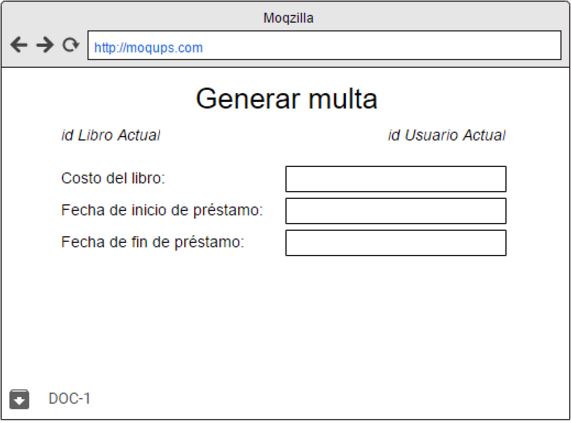 Moqzilla
http://moqups.com
Generar multa
id Libro Actual
id Usuario Actual
Costo del libro:
Fecha de inicio de préstamo:
Fecha de fin de préstamo:
DOC-1